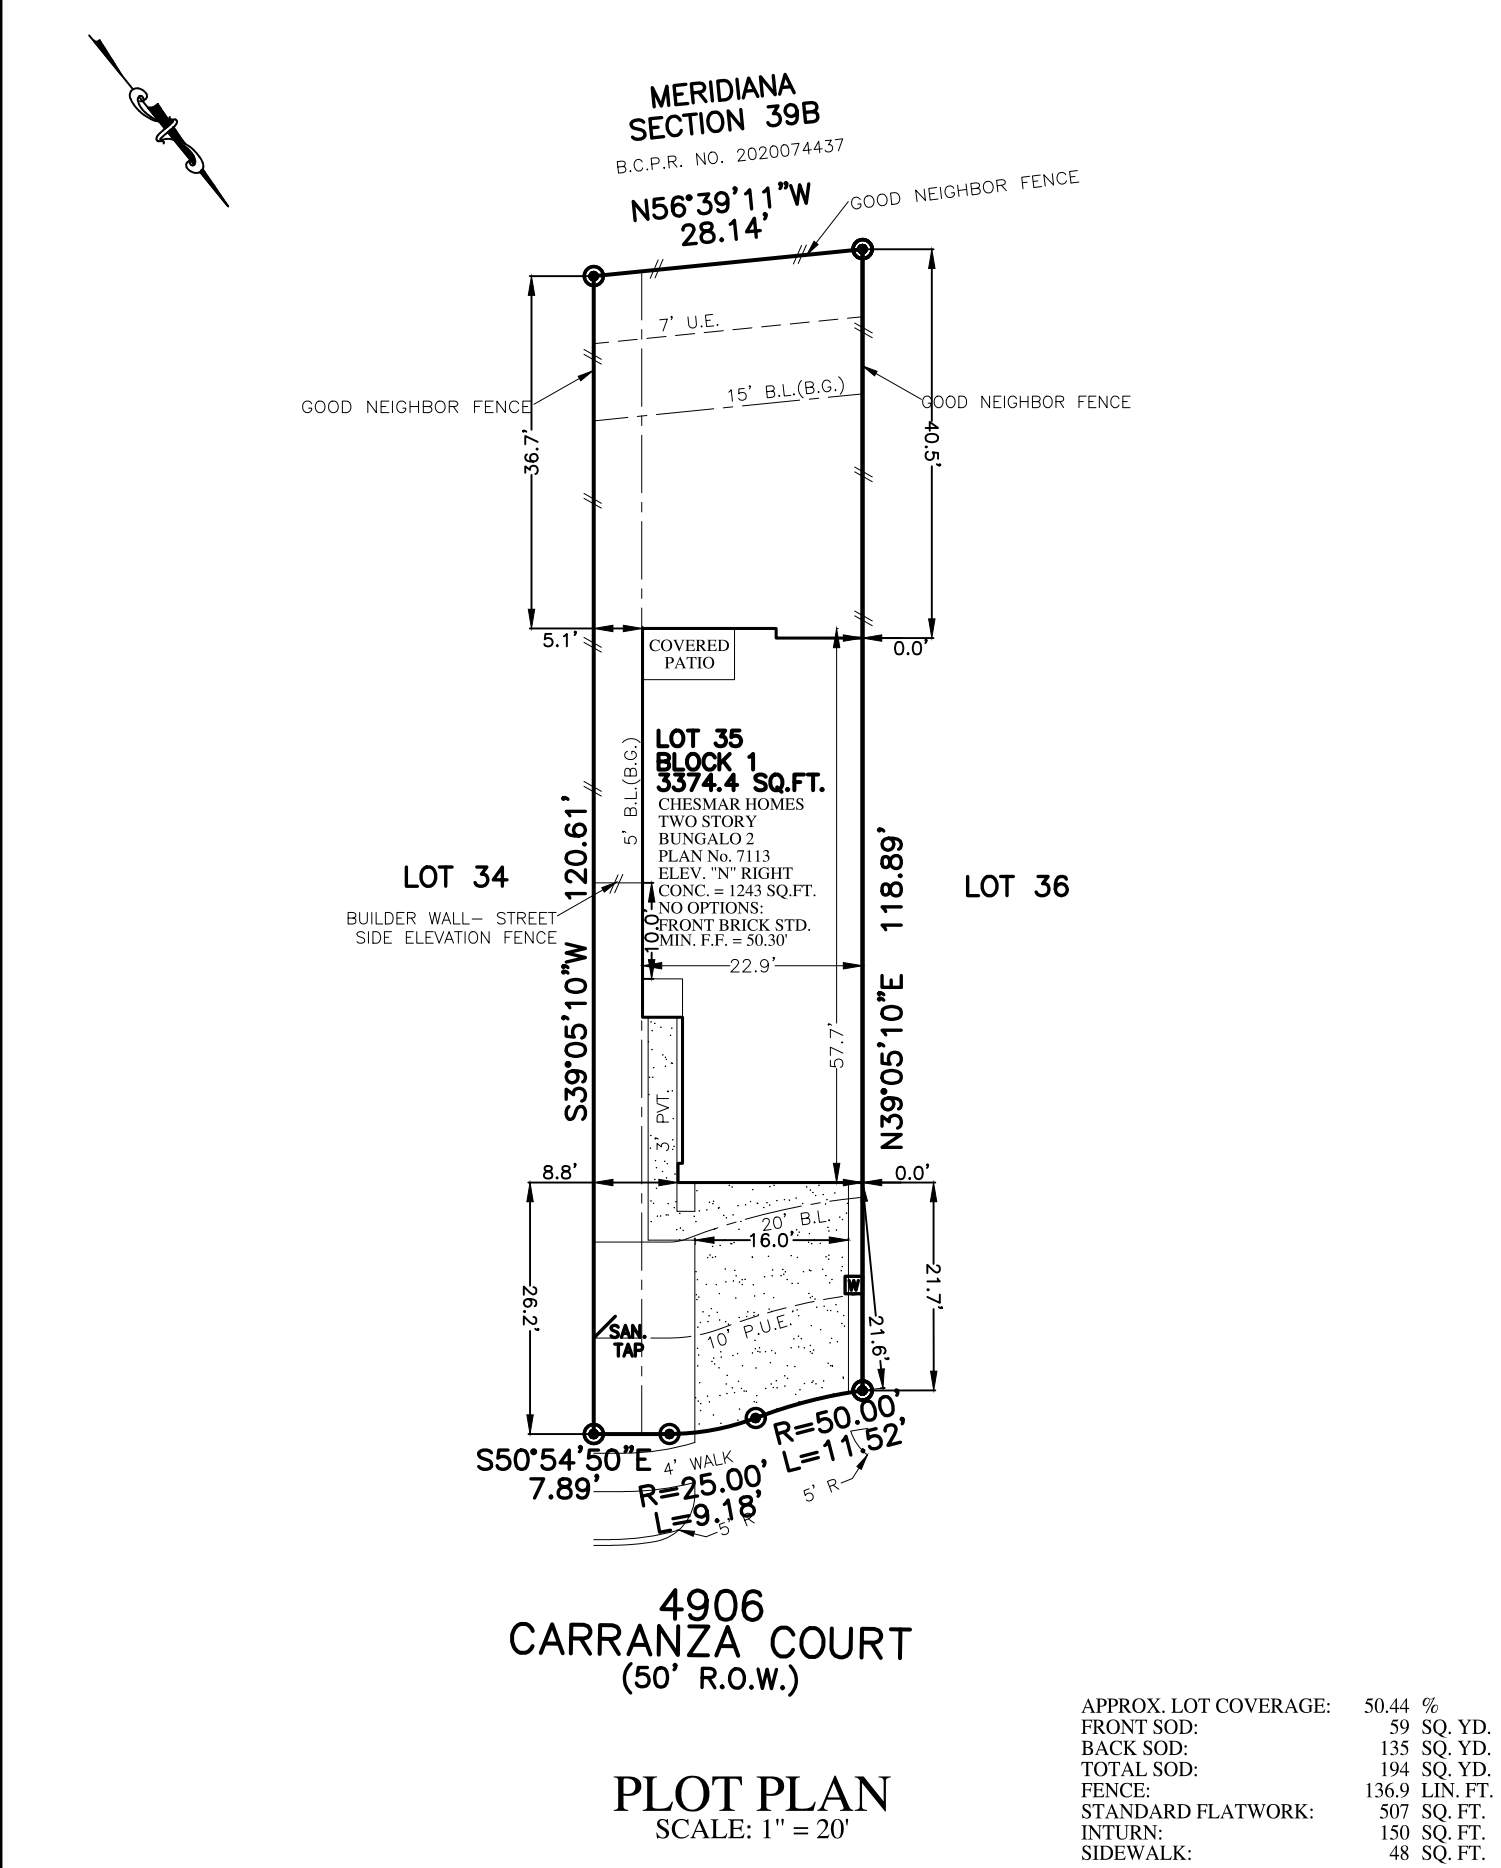 MERIDIANA
SECTION 39B
B.C.P.R. NO. 2020074437
N56°39'11"W
28.14'
GOOD NEIGHBOR FENCE
7' U.E.
15' B.L.(B.G.)
GOOD NEIGHBOR FENCE
GOOD NEIGHBOR FENCE
36.7'
40.5'
5.1'
0.0'
COVERED
PATIO
LOT 35
BLOCK 1
3374.4 SQ.FT.
CHESMAR HOMES
TWO STORY
BUNGALO 2
PLAN No. 7113
ELEV. "N" RIGHT
CONC. = 1243 SQ.FT.
NO OPTIONS:
FRONT BRICK STD.
MIN. F.F. = 50.30'
5' B.L.(B.G.)
S39°05'10"W 120.61'
N39°05'10"E 118.89'
LOT 34
LOT 36
BUILDER WALL– STREET
SIDE ELEVATION FENCE
10.0'
22.9'
57.7'
3' PVT.
8.8'
0.0'
20' B.L.
16.0'
26.2'
21.7'
W
21.6'
SAN.
TAP
10' P.U.E.
S50°54'50"E
7.89'
4' WALK
R=25.00'
L=9.18'
5' R
R=50.00'
L=11.52'
5' R
4906
CARRANZA COURT
(50' R.O.W.)
PLOT PLAN
SCALE: 1" = 20'
APPROX. LOT COVERAGE: 50.44 %
FRONT SOD: 59 SQ. YD.
BACK SOD: 135 SQ. YD.
TOTAL SOD: 194 SQ. YD.
FENCE: 136.9 LIN. FT.
STANDARD FLATWORK: 507 SQ. FT.
INTURN: 150 SQ. FT.
SIDEWALK: 48 SQ. FT.